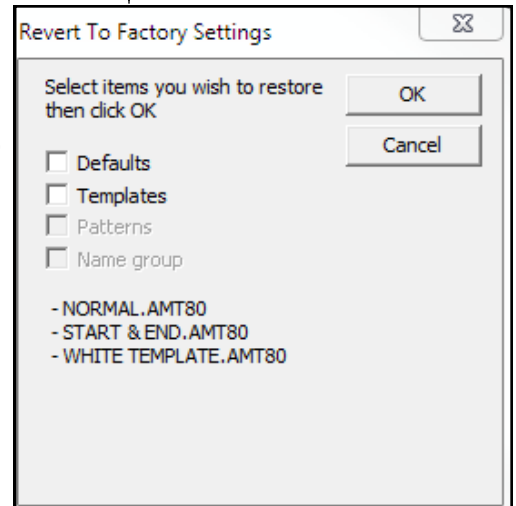 Revert To Factory Settings
Select items you wish to restore
then click OK
OK
Cancel
Defaults
Templates
Patterns
Name group
- NORMAL.AMT80
- START & END.AMT80
- WHITE TEMPLATE.AMT80